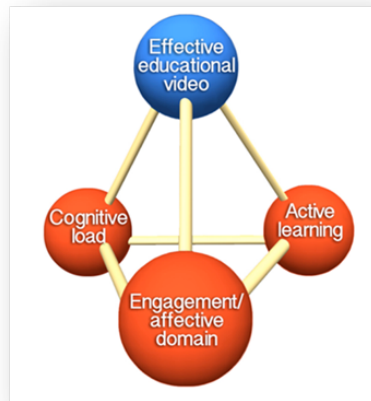 Effective
educational
video
Cognitive
load
Active
learning
Engagement/
affective
domain